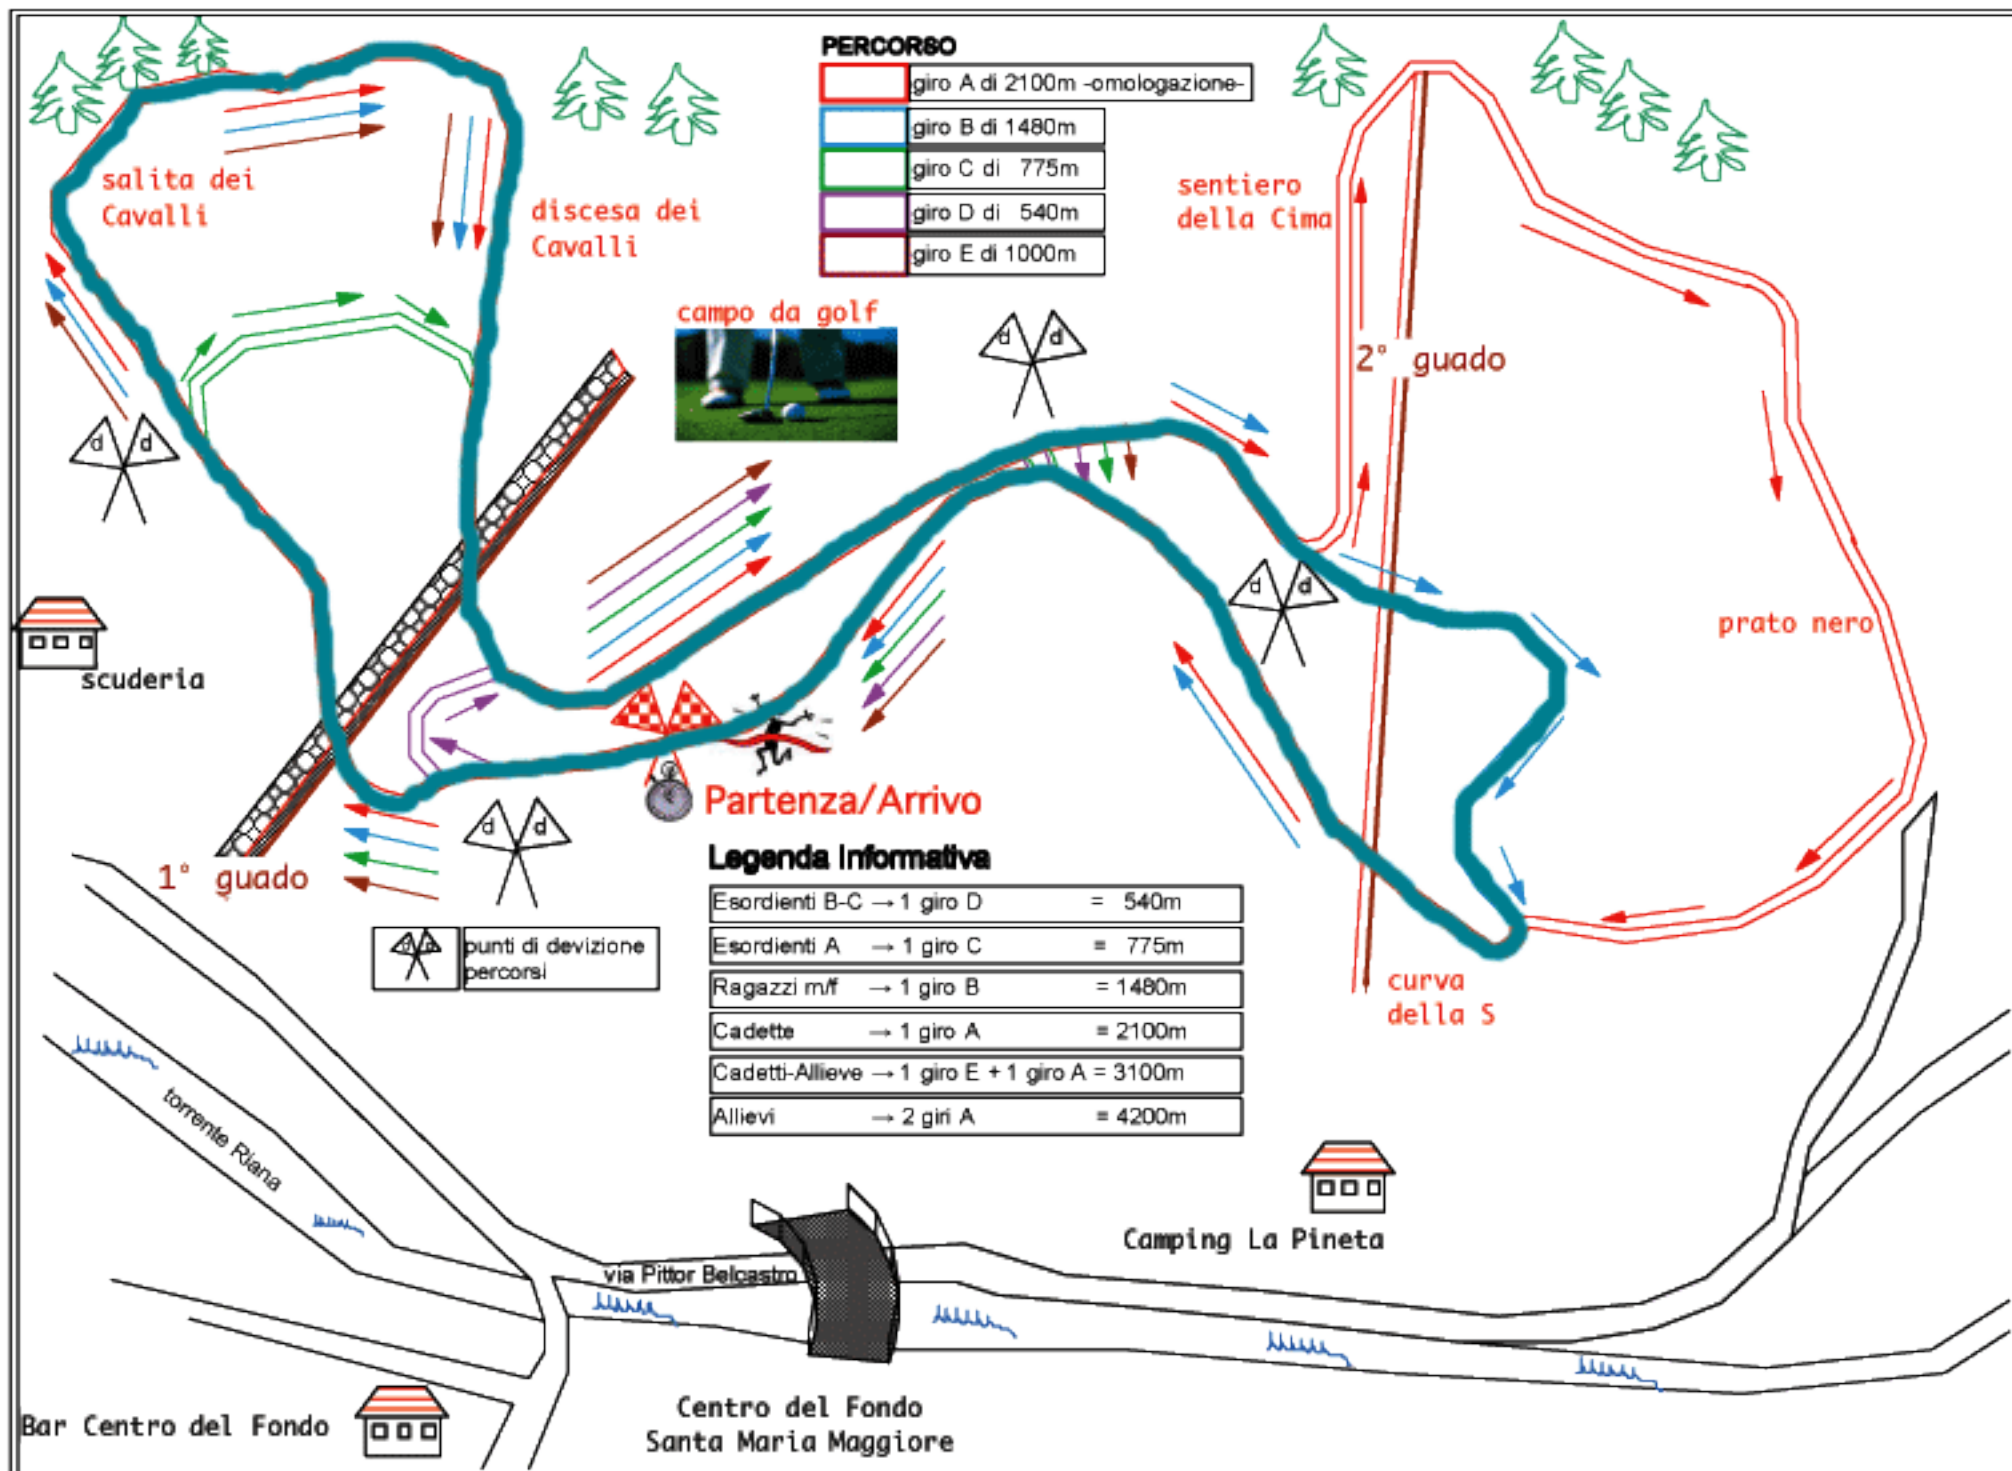 PERCORSO
giro A di 2100m -omologazione-
giro B di 1480m
giro C di 775m
giro D di 540m
giro E di 1000m
salita dei
Cavalli
discesa dei
Cavalli
sentiero
della Cima
campo da golf
2° guado
d d
d d
d d
d d
prato nero
scuderia
Partenza/Arrivo
1° guado
d d
punti di devizione
percorsi
Legenda Informativa
Esordienti B-C → 1 giro D = 540m
Esordienti A → 1 giro C = 775m
Ragazzi m/f → 1 giro B = 1480m
Cadette → 1 giro A = 2100m
Cadetti-Allieve → 1 giro E + 1 giro A = 3100m
Allievi → 2 giri A = 4200m
curva
della S
torrente Riana
Camping La Pineta
via Pittor Belcastro
Bar Centro del Fondo
Centro del Fondo
Santa Maria Maggiore